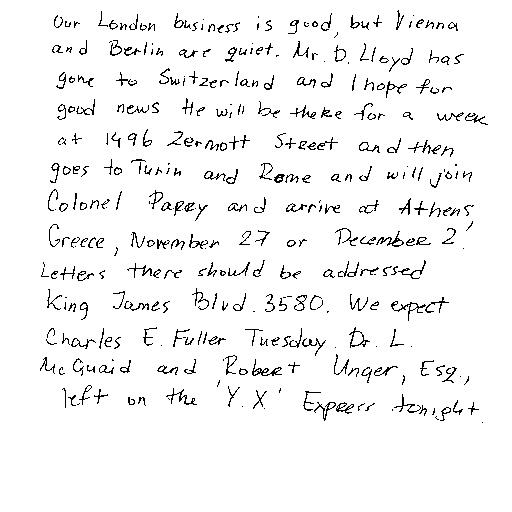 Our London business is good, but Vienna
and Berlin are quiet. Mr. D. Lloyd has
gone to Switzerland and I hope for
good news He will be there for a week
at 1496 Zermott Street and then
goes to Turin and Rome and will join
Colonel Parry and arrive at Athens,
Greece, November 27 or December 2.
Letters there should be addressed
King James Blvd. 3580. We expect
Charles E. Fuller Tuesday. Dr. L.
McQuaid and Robert Unger, Esq.,
left on the 'Y.X.' Express tonight.